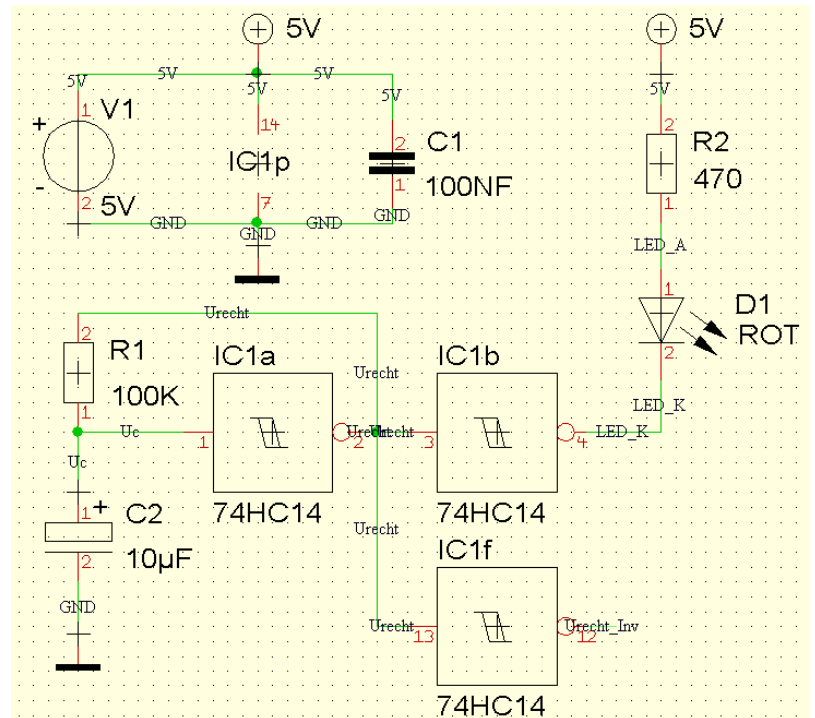 5V 5V
5V 5V 5V
5V 5V 5V 5V
1 V1
+ 14 2 C1 2 R2
IC1p 470
- 1 100NF
2 5V 7 1
GND GND GND
GND LED_A
Urecht 1 D1
2 ROT
R1 IC1a IC1b 2
100K Urecht
1 LED_K
Uc 1 Urecht 2 Urecht 3 4 LED_K
Uc
1 + C2 74HC14 74HC14
Urecht
2 10µF IC1f
GND
Urecht 13 12 Urecht_Inv
74HC14